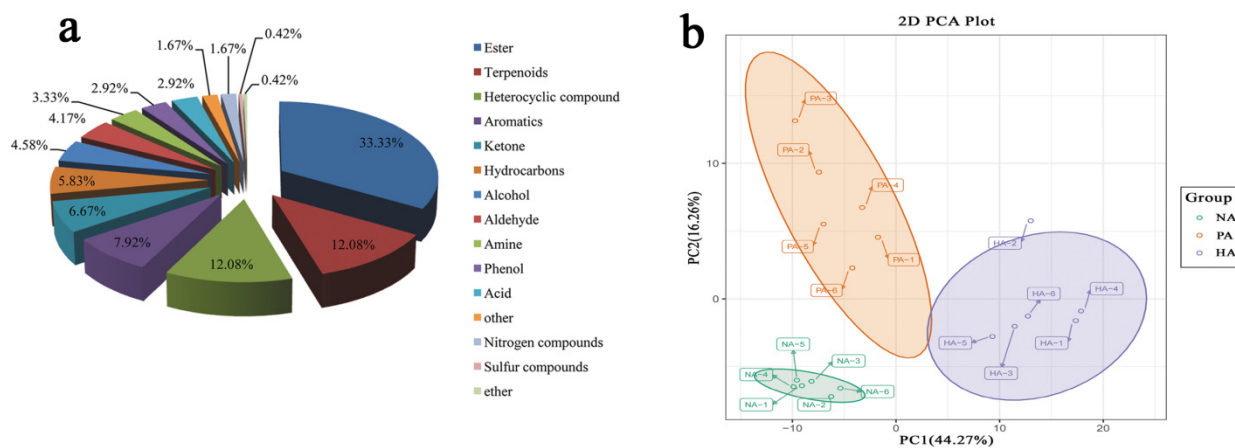 a
33.33%
12.08%
12.08%
7.92%
6.67%
5.83%
4.58%
4.17%
3.33%
2.92%
2.92%
1.67%
1.67%
0.42%
0.42%
Ester
Terpenoids
Heterocyclic compound
Aromatics
Ketone
Hydrocarbons
Alcohol
Aldehyde
Amine
Phenol
Acid
other
Nitrogen compounds
Sulfur compounds
ether
b
2D PCA Plot
PC2(16.26%)
10
0
PA-3
PA-2
PA-4
PA-5
PA-1
PA-6
HA-2
HA-6
HA-4
HA-5
HA-1
HA-3
NA-5
NA-3
NA-4
NA-6
NA-1
NA-2
−10
0
10
20
PC1(44.27%)
Group
NA
PA
HA